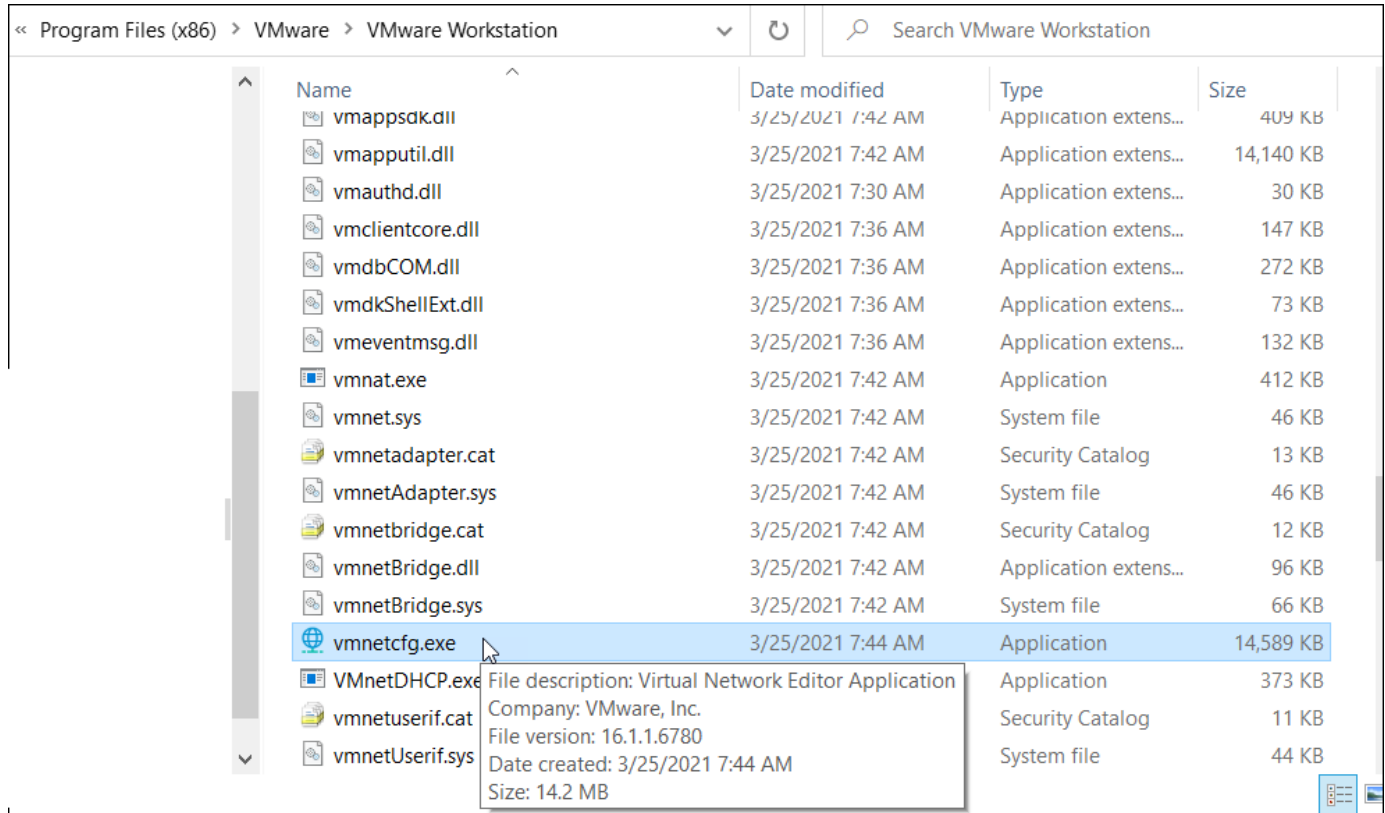 « Program Files (x86) > VMware > VMware Workstation Search VMware Workstation
Name Date modified Type Size
vmappsdk.dll 3/25/2021 7:42 AM Application extens... 409 KB
vmapputil.dll 3/25/2021 7:42 AM Application extens... 14,140 KB
vmauthd.dll 3/25/2021 7:30 AM Application extens... 30 KB
vmclientcore.dll 3/25/2021 7:36 AM Application extens... 147 KB
vmdbCOM.dll 3/25/2021 7:36 AM Application extens... 272 KB
vmdkShellExt.dll 3/25/2021 7:36 AM Application extens... 73 KB
vmeventmsg.dll 3/25/2021 7:36 AM Application extens... 132 KB
vmnat.exe 3/25/2021 7:42 AM Application 412 KB
vmnet.sys 3/25/2021 7:42 AM System file 46 KB
vmnetadapter.cat 3/25/2021 7:42 AM Security Catalog 13 KB
vmnetAdapter.sys 3/25/2021 7:42 AM System file 46 KB
vmnetbridge.cat 3/25/2021 7:42 AM Security Catalog 12 KB
vmnetBridge.dll 3/25/2021 7:42 AM Application extens... 96 KB
vmnetBridge.sys 3/25/2021 7:42 AM System file 66 KB
vmnetcfg.exe 3/25/2021 7:44 AM Application 14,589 KB
VMnetDHCP.exe Application 373 KB
vmnetuserif.cat Security Catalog 11 KB
vmnetUserif.sys System file 44 KB
File description: Virtual Network Editor Application
Company: VMware, Inc.
File version: 16.1.1.6780
Date created: 3/25/2021 7:44 AM
Size: 14.2 MB